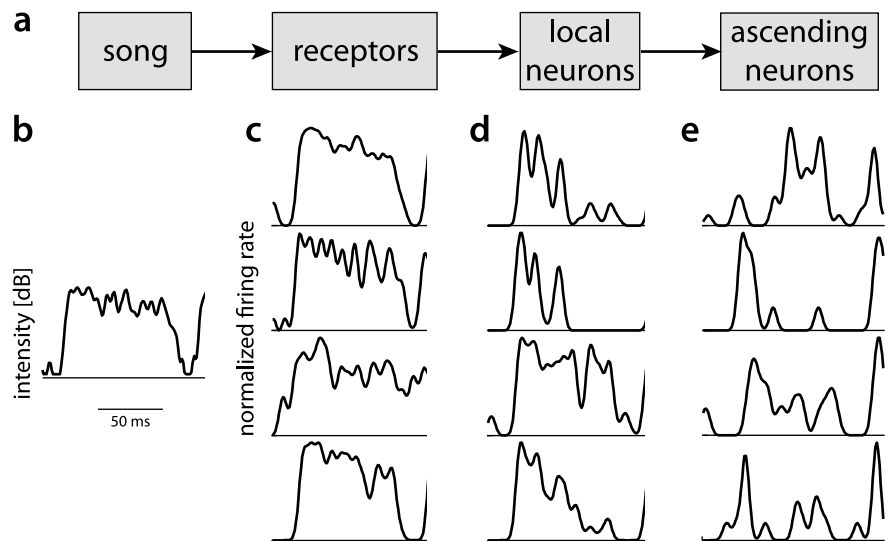 a
song
receptors
local
neurons
ascending
neurons
b
c
d
e
intensity [dB]
50 ms
normalized firing rate